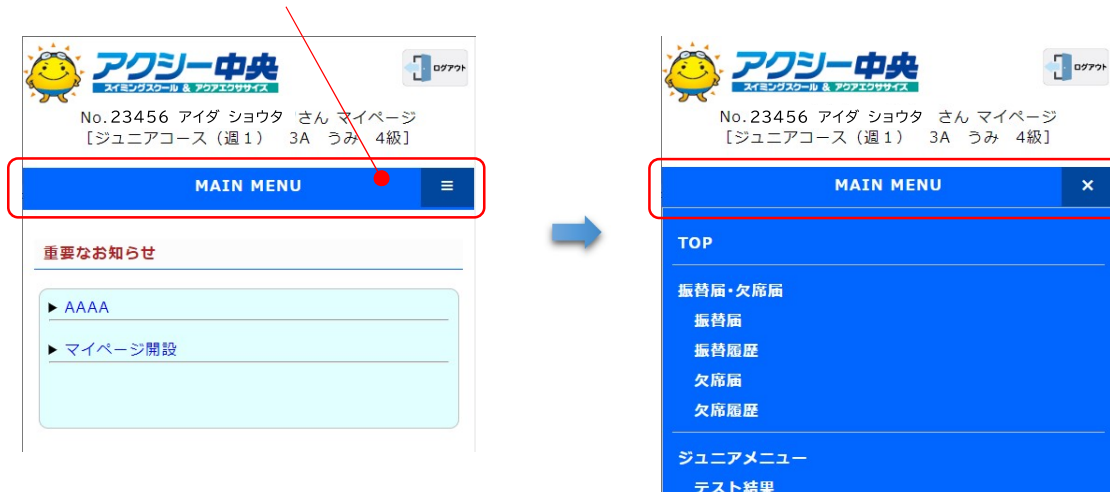 アクシー中央
スイミングスクール & アクアエクササイズ
ログアウト
No.23456 アイダ ショウタ さん マイページ
[ジュニアコース (週1) 3A うみ 4級]
MAIN MENU ≡
重要なお知らせ
▶ AAAA
▶ マイページ開設
アクシー中央
スイミングスクール & アクアエクササイズ
ログアウト
No.23456 アイダ ショウタ さん マイページ
[ジュニアコース (週1) 3A うみ 4級]
MAIN MENU ×
TOP
振替届・欠席届
振替届
振替履歴
欠席届
欠席履歴
ジュニアメニュー
テスト結果